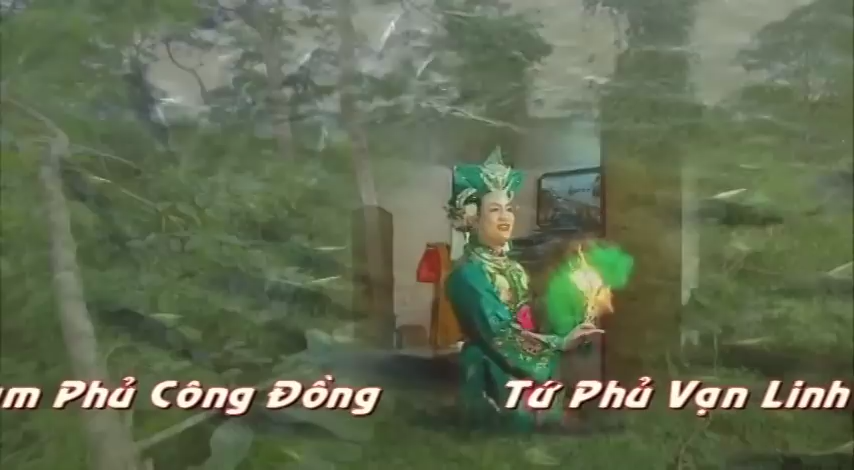 Phủ Công Đồng Tứ Phủ Vạn Linh